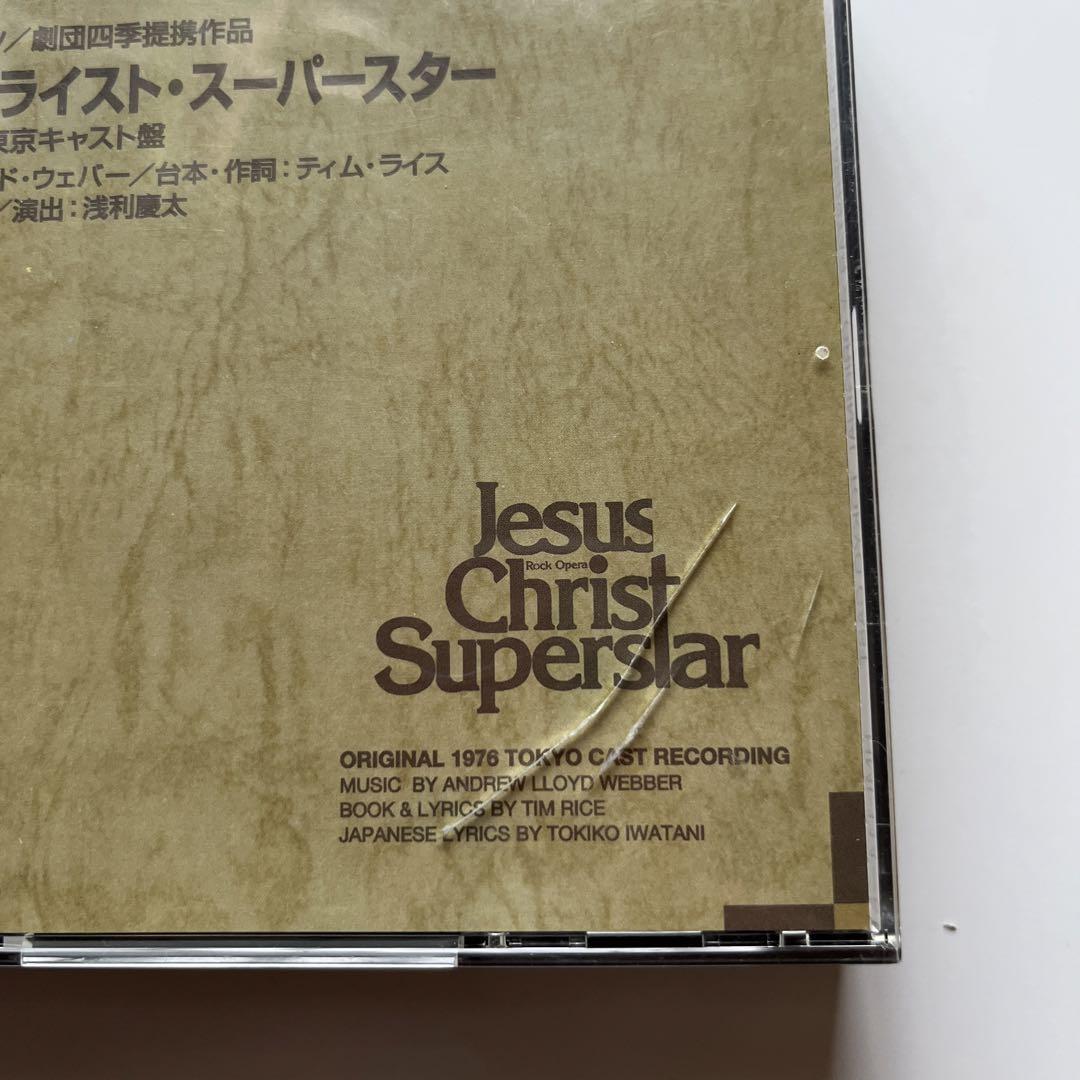 ／劇団四季提携作品
ライスト・スーパースター
東京キャスト盤
ド・ウェバー／台本・作詞：ティム・ライス
／演出：浅利慶太
Jesus
Rock Opera
Christ
Superstar
ORIGINAL 1976 TOKYO CAST RECORDING
MUSIC BY ANDREW LLOYD WEBBER
BOOK & LYRICS BY TIM RICE
JAPANESE LYRICS BY TOKIKO IWATANI